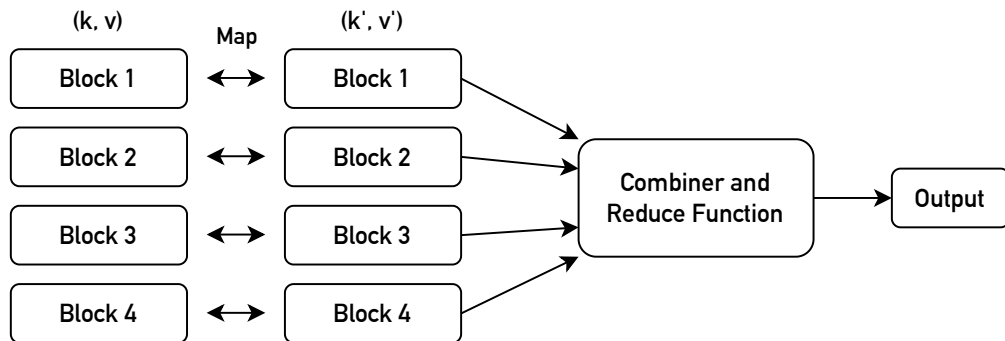 (k, v)
Map
(k', v')
Block 1
Block 1
Block 2
Block 2
Block 3
Block 3
Block 4
Block 4
Combiner and
Reduce Function
Output